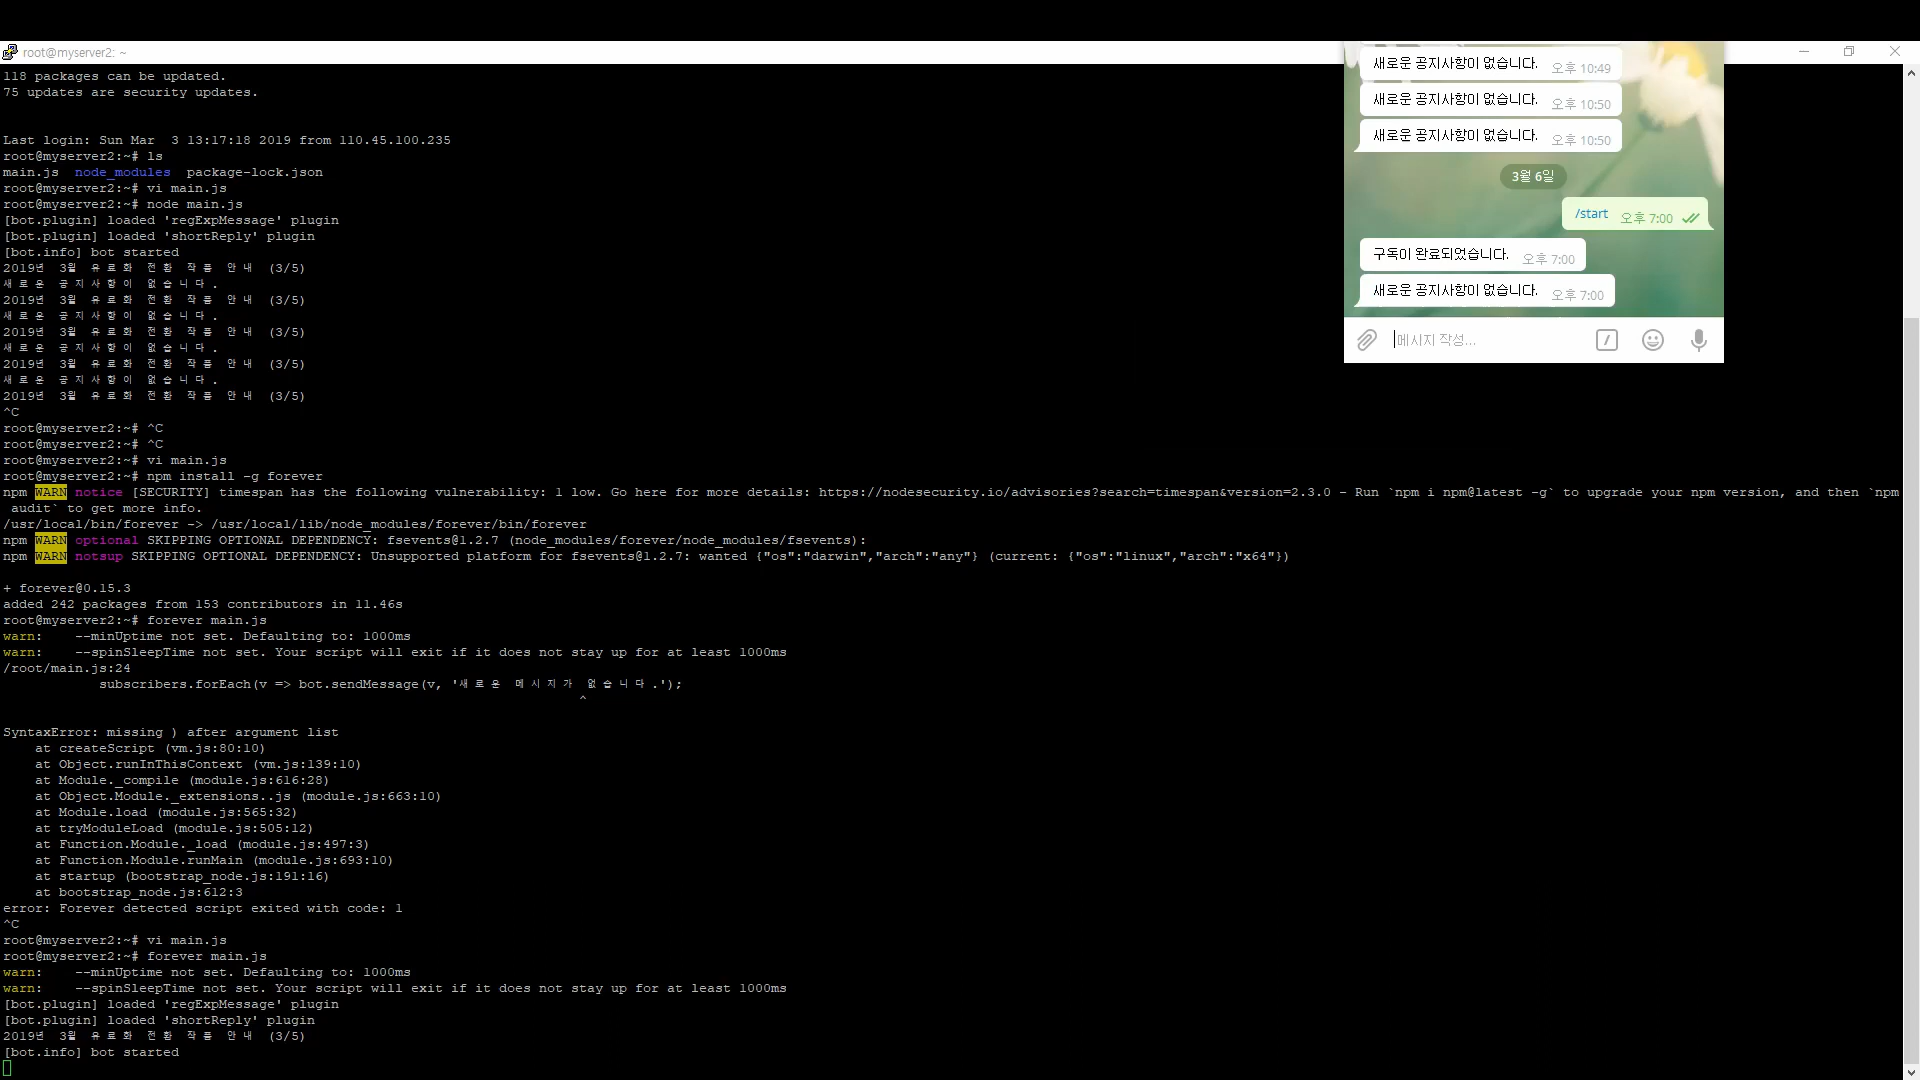 root@myserver2: ~
118 packages can be updated.
75 updates are security updates.
Last login: Sun Mar  3 13:17:18 2019 from 110.45.100.235
root@myserver2:~# ls
main.js  node_modules  package-lock.json
root@myserver2:~# vi main.js
root@myserver2:~# node main.js
[bot.plugin] loaded 'regExpMessage' plugin
[bot.plugin] loaded 'shortReply' plugin
[bot.info] bot started
2019년 3월 유료화 전환 작품 안내 (3/5)
새로운 공지사항이 없습니다.
2019년 3월 유료화 전환 작품 안내 (3/5)
새로운 공지사항이 없습니다.
2019년 3월 유료화 전환 작품 안내 (3/5)
새로운 공지사항이 없습니다.
2019년 3월 유료화 전환 작품 안내 (3/5)
새로운 공지사항이 없습니다.
2019년 3월 유료화 전환 작품 안내 (3/5)
^C
root@myserver2:~# ^C
root@myserver2:~# ^C
root@myserver2:~# vi main.js
root@myserver2:~# npm install -g forever
npm WARN notice [SECURITY] timespan has the following vulnerability: 1 low. Go here for more details: https://nodesecurity.io/advisories?search=timespan&version=2.3.0 - Run `npm i npm@latest -g` to upgrade your npm version, and then `npm
 audit` to get more info.
/usr/local/bin/forever -> /usr/local/lib/node_modules/forever/bin/forever
npm WARN optional SKIPPING OPTIONAL DEPENDENCY: fsevents@1.2.7 (node_modules/forever/node_modules/fsevents):
npm WARN notsup SKIPPING OPTIONAL DEPENDENCY: Unsupported platform for fsevents@1.2.7: wanted {"os":"darwin","arch":"any"} (current: {"os":"linux","arch":"x64"})
+ forever@0.15.3
added 242 packages from 153 contributors in 11.46s
root@myserver2:~# forever main.js
warn:    --minUptime not set. Defaulting to: 1000ms
warn:    --spinSleepTime not set. Your script will exit if it does not stay up for at least 1000ms
/root/main.js:24
            subscribers.forEach(v => bot.sendMessage(v, '새로운 메시지가 없습니다.');
^
SyntaxError: missing ) after argument list
    at createScript (vm.js:80:10)
    at Object.runInThisContext (vm.js:139:10)
    at Module._compile (module.js:616:28)
    at Object.Module._extensions..js (module.js:663:10)
    at Module.load (module.js:565:32)
    at tryModuleLoad (module.js:505:12)
    at Function.Module._load (module.js:497:3)
    at Function.Module.runMain (module.js:693:10)
    at startup (bootstrap_node.js:191:16)
    at bootstrap_node.js:612:3
error: Forever detected script exited with code: 1
^C
root@myserver2:~# vi main.js
root@myserver2:~# forever main.js
warn:    --minUptime not set. Defaulting to: 1000ms
warn:    --spinSleepTime not set. Your script will exit if it does not stay up for at least 1000ms
[bot.plugin] loaded 'regExpMessage' plugin
[bot.plugin] loaded 'shortReply' plugin
2019년 3월 유료화 전환 작품 안내 (3/5)
[bot.info] bot started
새로운 공지사항이 없습니다. 오후 10:49
새로운 공지사항이 없습니다. 오후 10:50
새로운 공지사항이 없습니다. 오후 10:50
3월 6일
/start 오후 7:00
구독이 완료되었습니다. 오후 7:00
새로운 공지사항이 없습니다. 오후 7:00
메시지 작성...